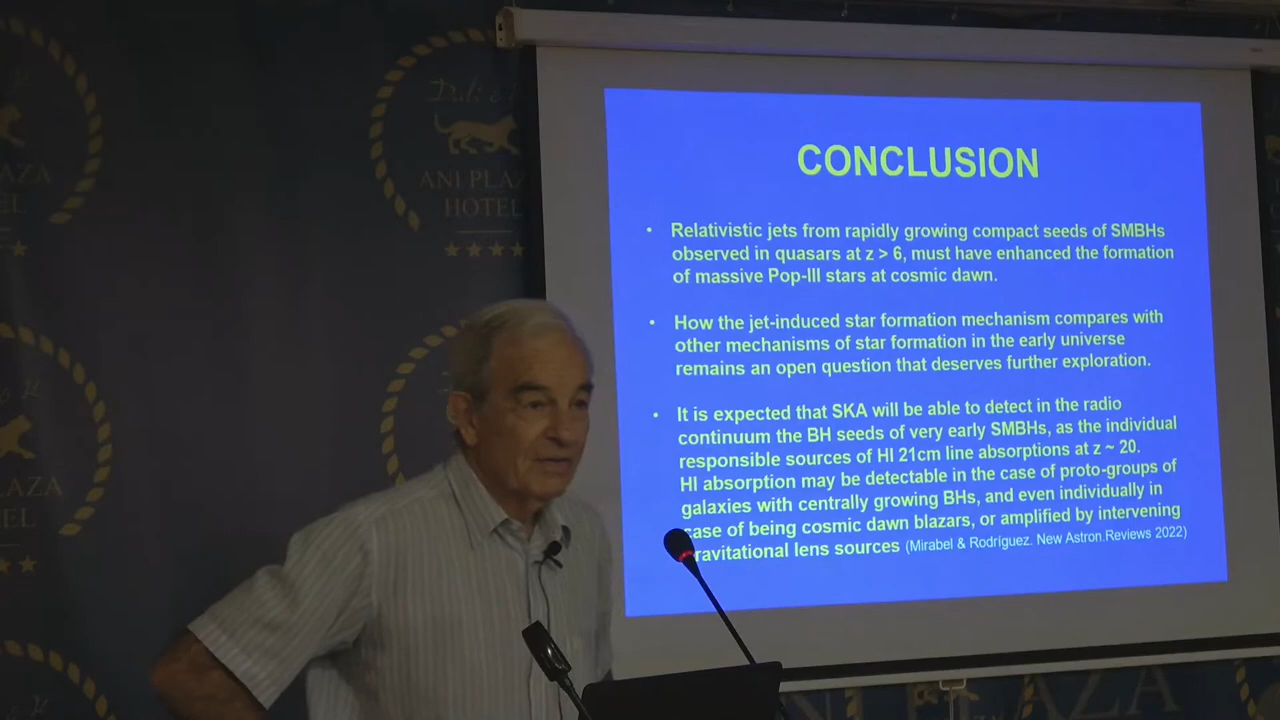 ANI PLAZ
HOTEL
LAZA
EL
LAZA
EL
CONCLUSION
• Relativistic jets from rapidly growing compact seeds of SMBHs
observed in quasars at z > 6, must have enhanced the formation
of massive Pop-III stars at cosmic dawn.
• How the jet-induced star formation mechanism compares with
other mechanisms of star formation in the early universe
remains an open question that deserves further exploration.
• It is expected that SKA will be able to detect in the radio
continuum the BH seeds of very early SMBHs, as the individual
responsible sources of HI 21cm line absorptions at z ~ 20.
HI absorption may be detectable in the case of proto-groups of
galaxies with centrally growing BHs, and even individually in
case of being cosmic dawn blazars, or amplified by intervening
gravitational lens sources (Mirabel & Rodríguez. New Astron.Reviews 2022)